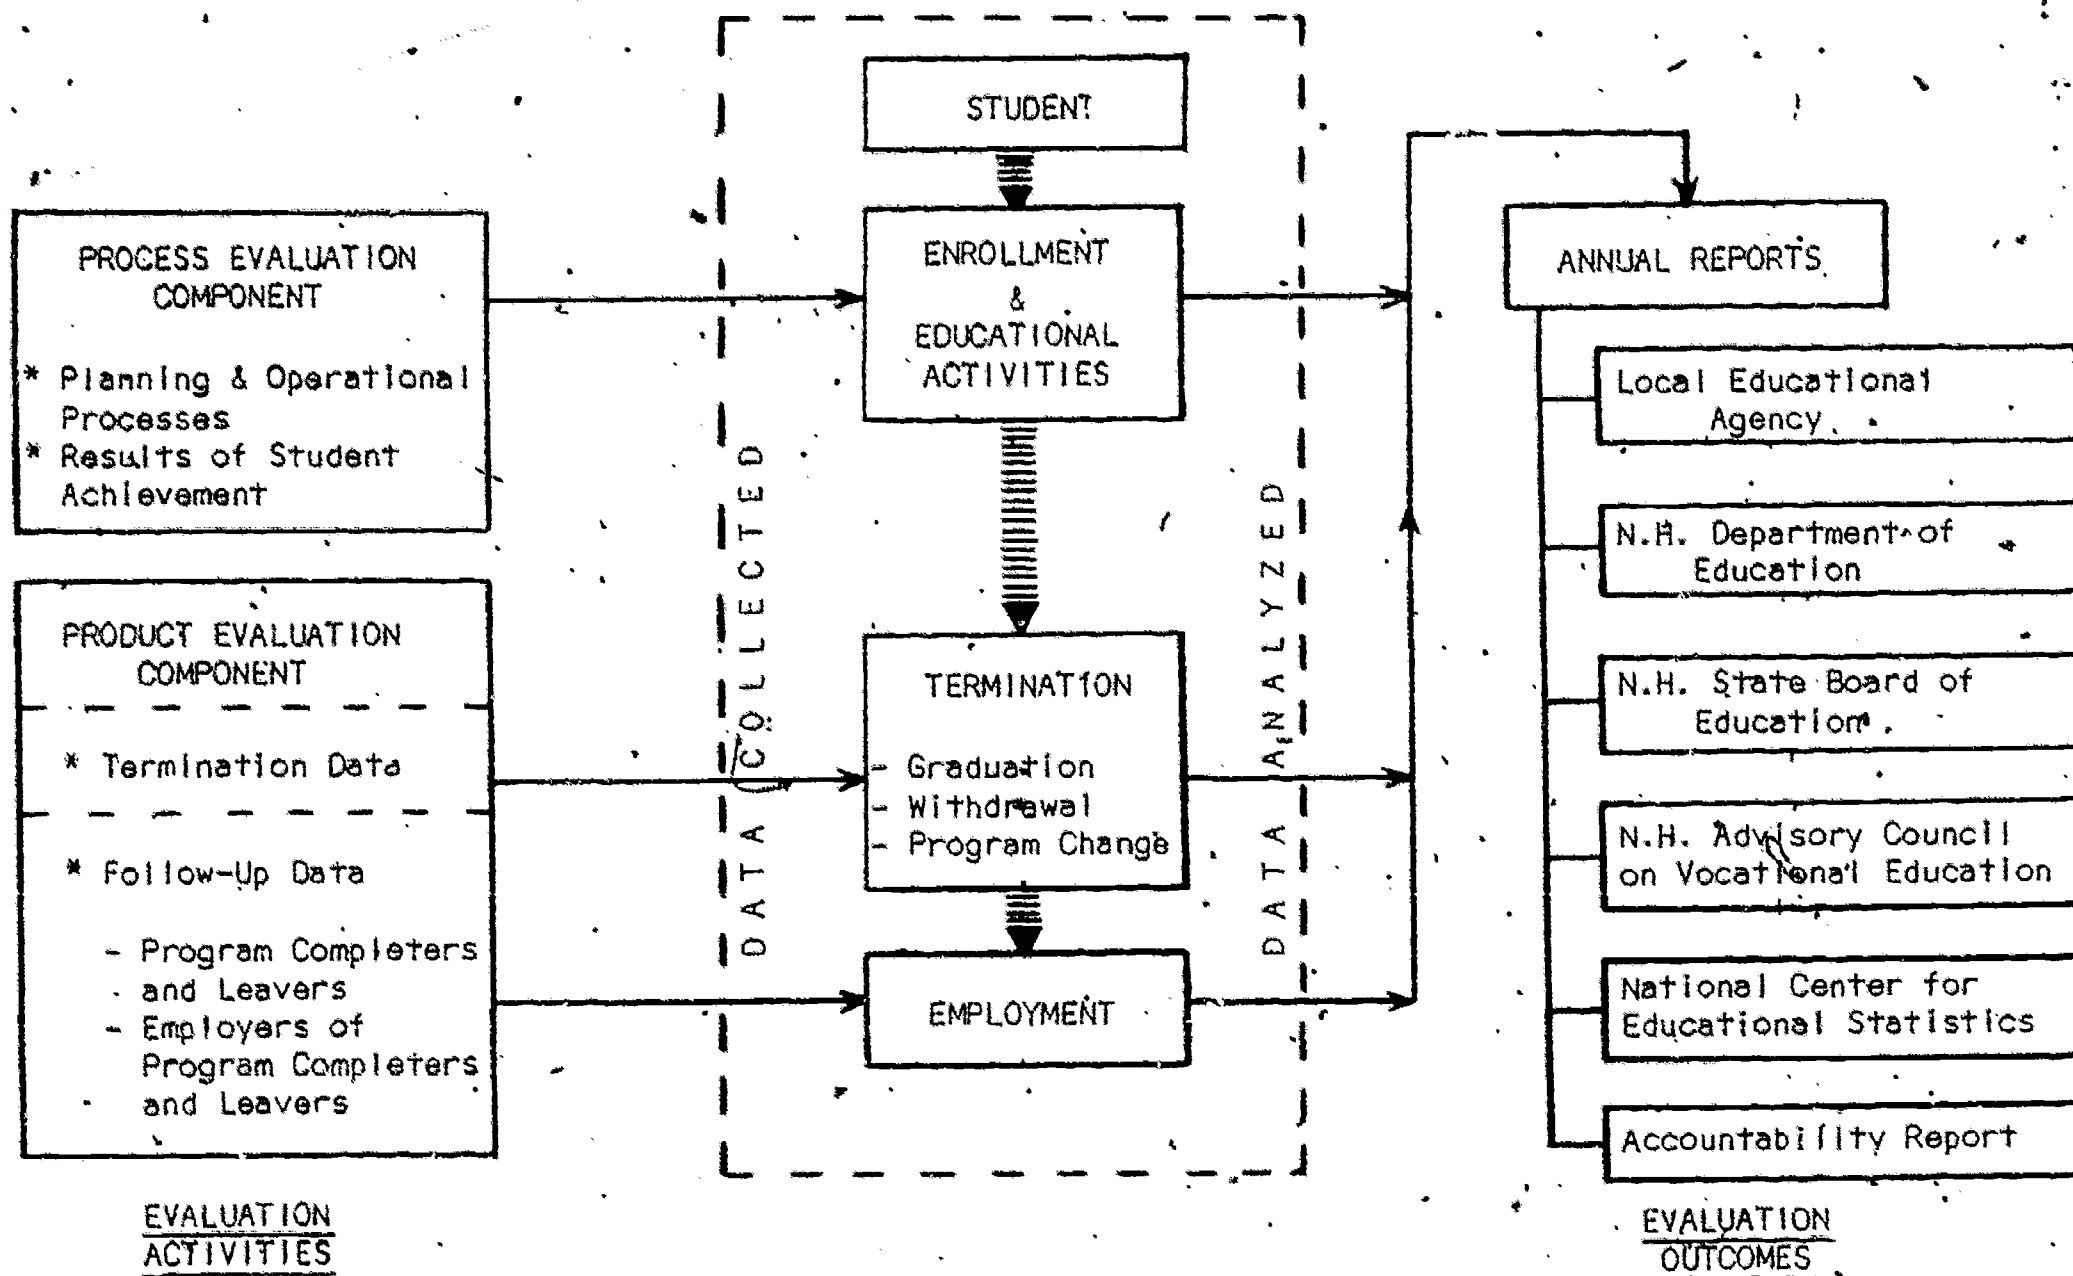 STUDENT
PROCESS EVALUATION
COMPONENT
* Planning & Operational
Processes
* Results of Student
Achievement
PRODUCT EVALUATION
COMPONENT
* Termination Data
* Follow-Up Data
- Program Completers
and Leavers
- Employers of
Program Completers
and Leavers
EVALUATION
ACTIVITIES
DATA COLLECTED
ENROLLMENT
&
EDUCATIONAL
ACTIVITIES
TERMINATION
- Graduation
- Withdrawal
- Program Change
EMPLOYMENT
DATA ANALYZED
ANNUAL REPORTS
Local Educational
Agency
N.H. Department of
Education
N.H. State Board of
Education
N.H. Advisory Council
on Vocational Education
National Center for
Educational Statistics
Accountability Report
EVALUATION
OUTCOMES